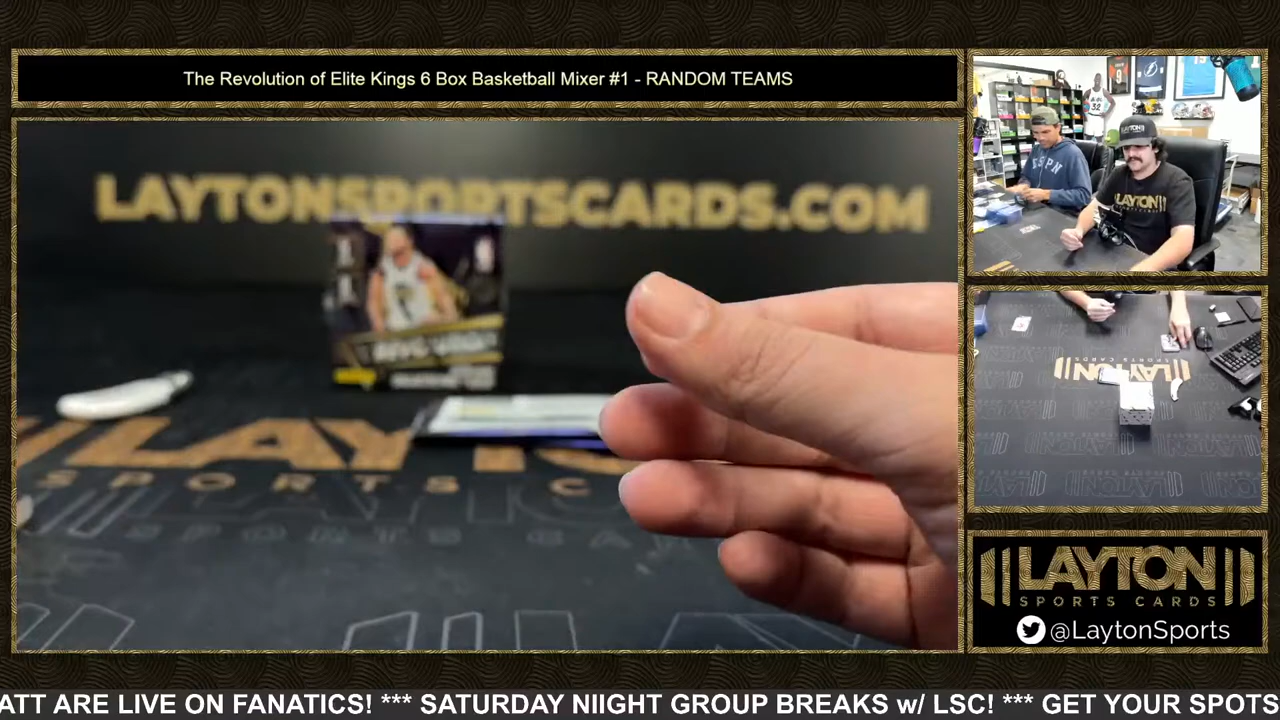 The Revolution of Elite Kings 6 Box Basketball Mixer #1 - RANDOM TEAMS
LAYTONSPORTSCARDS.COM
LAYTON
SPORTS CARDS
@LaytonSports
ATT ARE LIVE ON FANATICS! *** SATURDAY NIIGHT GROUP BREAKS w/ LSC! *** GET YOUR SPOTS